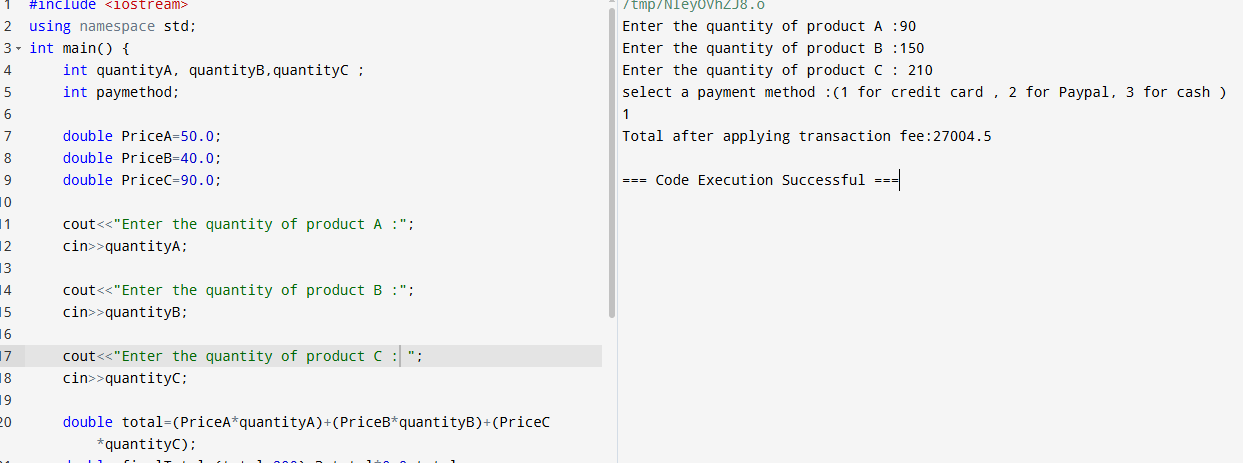 1 #include <iostream>
2 using namespace std;
3 int main() {
4 int quantityA, quantityB,quantityC ;
5 int paymethod;
6
7 double PriceA=50.0;
8 double PriceB=40.0;
9 double PriceC=90.0;
10
11 cout<<"Enter the quantity of product A :";
12 cin>>quantityA;
13
14 cout<<"Enter the quantity of product B :";
15 cin>>quantityB;
16
17 cout<<"Enter the quantity of product C : ";
18 cin>>quantityC;
19
20 double total=(PriceA*quantityA)+(PriceB*quantityB)+(PriceC
*quantityC);
/tmp/NIeyOVhZJ8.o
Enter the quantity of product A :90
Enter the quantity of product B :150
Enter the quantity of product C : 210
select a payment method :(1 for credit card , 2 for Paypal, 3 for cash )
1
Total after applying transaction fee:27004.5
=== Code Execution Successful ===